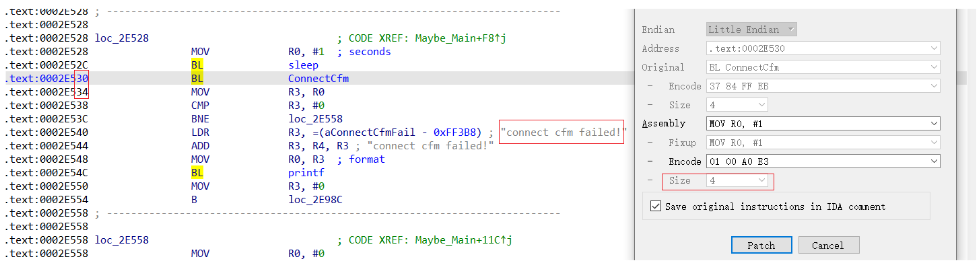 .text:0002E528 ; ---------------------------------------------------------------------------
.text:0002E528
.text:0002E528 loc_2E528 ; CODE XREF: Maybe_Main+F8↑j
.text:0002E528 MOV R0, #1 ; seconds
.text:0002E52C BL sleep
.text:0002E530 BL ConnectCfm
.text:0002E534 MOV R3, R0
.text:0002E538 CMP R3, #0
.text:0002E53C BNE loc_2E558
.text:0002E540 LDR R3, =(aConnectCfmFail - 0xFF3B8) ; "connect cfm failed!"
.text:0002E544 ADD R3, R4, R3 ; "connect cfm failed!"
.text:0002E548 MOV R0, R3 ; format
.text:0002E54C BL printf
.text:0002E550 MOV R3, #0
.text:0002E554 B loc_2E98C
.text:0002E558 ; ---------------------------------------------------------------------------
.text:0002E558
.text:0002E558 loc_2E558 ; CODE XREF: Maybe_Main+11C↑j
.text:0002E558 MOV R0, #0
Endian Little Endian
Address .text:0002E530
Original BL ConnectCfm
- Encode 37 84 FF EB
- Size 4
Assembly MOV R0, #1
- Fixup MOV R0, #1
- Encode 01 00 A0 E3
- Size 4
Save original instructions in IDA comment
Patch Cancel